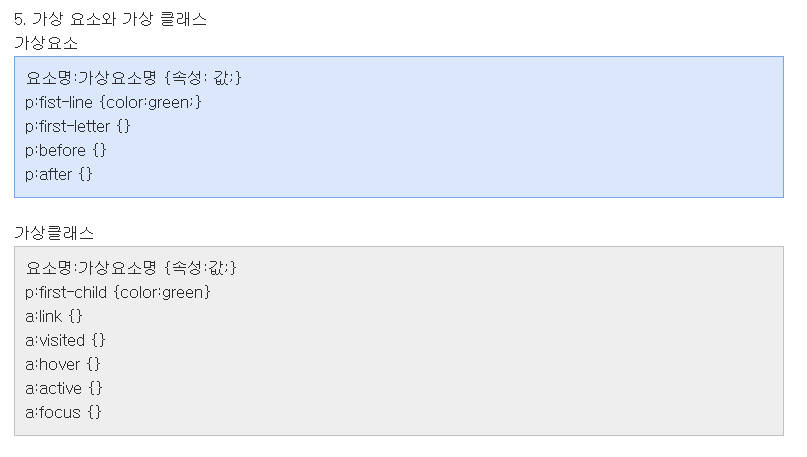 5. 가상 요소와 가상 클래스
가상요소
요소명:가상요소명 {속성: 값;}
p:fist-line {color:green;}
p:first-letter {}
p:before {}
p:after {}
가상클래스
요소명:가상요소명 {속성:값;}
p:first-child {color:green}
a:link {}
a:visited {}
a:hover {}
a:active {}
a:focus {}